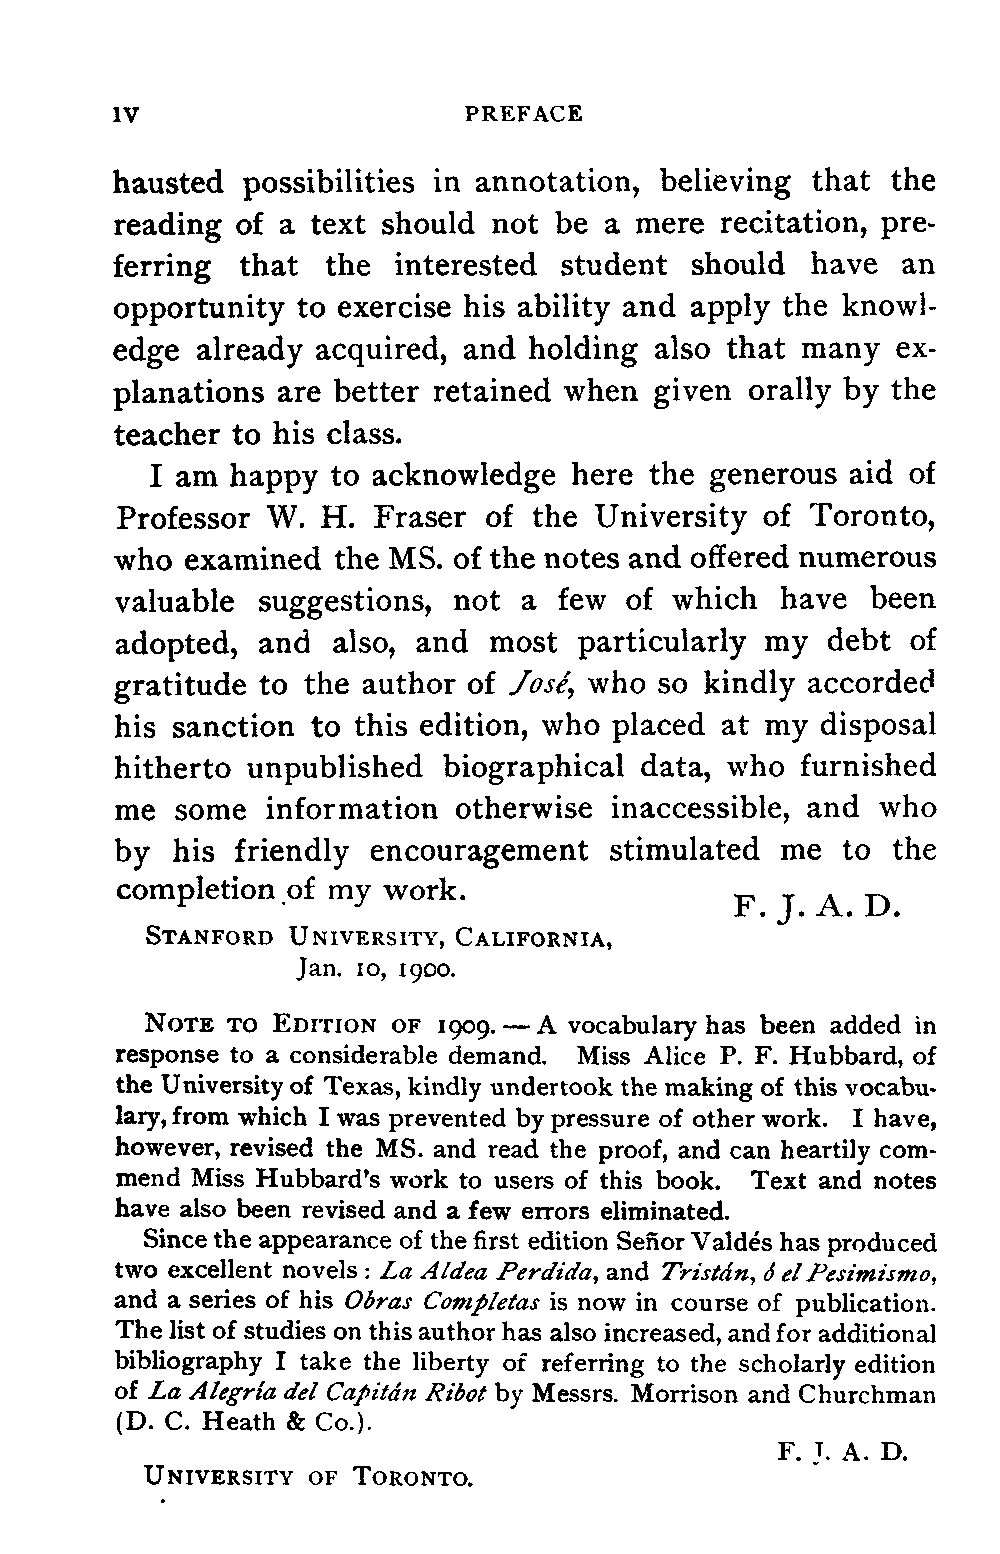 IV PREFACE
hausted possibilities in annotation, believing that the
reading of a text should not be a mere recitation, pre-
ferring that the interested student should have an
opportunity to exercise his ability and apply the knowl-
edge already acquired, and holding also that many ex-
planations are better retained when given orally by the
teacher to his class.
I am happy to acknowledge here the generous aid of
Professor W. H. Fraser of the University of Toronto,
who examined the MS. of the notes and offered numerous
valuable suggestions, not a few of which have been
adopted, and also, and most particularly my debt of
gratitude to the author of José, who so kindly accorded
his sanction to this edition, who placed at my disposal
hitherto unpublished biographical data, who furnished
me some information otherwise inaccessible, and who
by his friendly encouragement stimulated me to the
completion of my work.
F. J. A. D.
STANFORD UNIVERSITY, CALIFORNIA,
Jan. 10, 1900.
NOTE TO EDITION OF 1909. — A vocabulary has been added in
response to a considerable demand. Miss Alice P. F. Hubbard, of
the University of Texas, kindly undertook the making of this vocabu-
lary, from which I was prevented by pressure of other work. I have,
however, revised the MS. and read the proof, and can heartily com-
mend Miss Hubbard's work to users of this book. Text and notes
have also been revised and a few errors eliminated.
Since the appearance of the first edition Señor Valdés has produced
two excellent novels: La Aldea Perdida, and Tristán, ó el Pesimismo,
and a series of his Obras Completas is now in course of publication.
The list of studies on this author has also increased, and for additional
bibliography I take the liberty of referring to the scholarly edition
of La Alegría del Capitán Ribot by Messrs. Morrison and Churchman
(D. C. Heath & Co.).
F. J. A. D.
UNIVERSITY OF TORONTO.